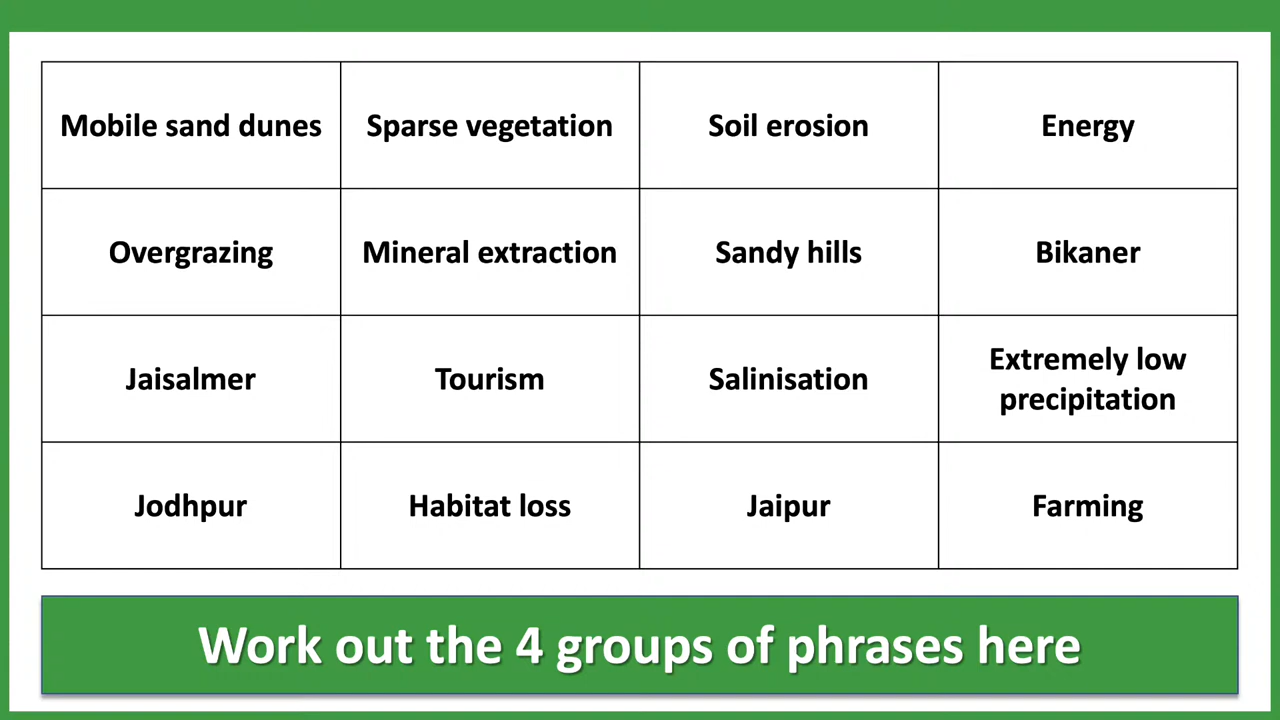 Mobile sand dunes
Sparse vegetation
Soil erosion
Energy
Overgrazing
Mineral extraction
Sandy hills
Bikaner
Jaisalmer
Tourism
Salinisation
Extremely low
precipitation
Jodhpur
Habitat loss
Jaipur
Farming
Work out the 4 groups of phrases here